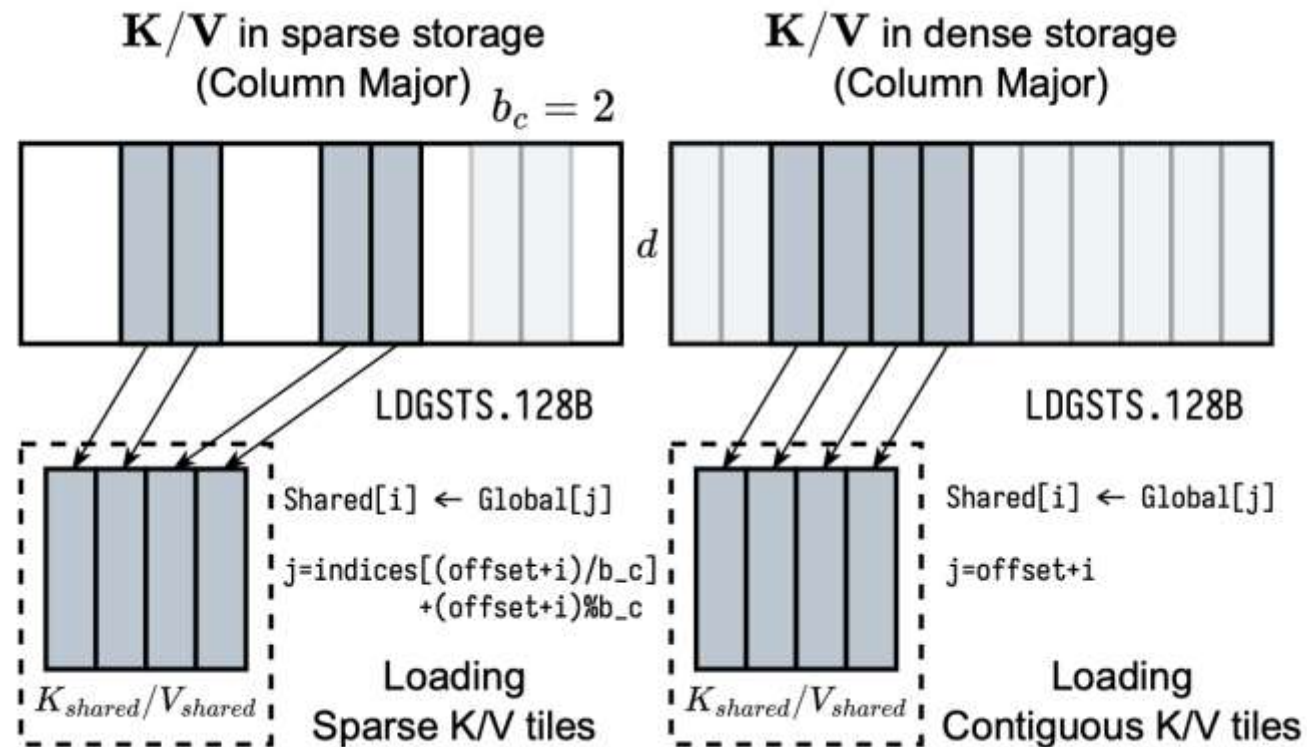 K/V in sparse storage
(Column Major)
b_c = 2
LDGSTS.128B
Shared[i] ← Global[j]
j=indices[(offset+i)/b_c]
+(offset+i)%b_c
K_shared/V_shared
Loading
Sparse K/V tiles
d
K/V in dense storage
(Column Major)
LDGSTS.128B
Shared[i] ← Global[j]
j=offset+i
K_shared/V_shared
Loading
Contiguous K/V tiles